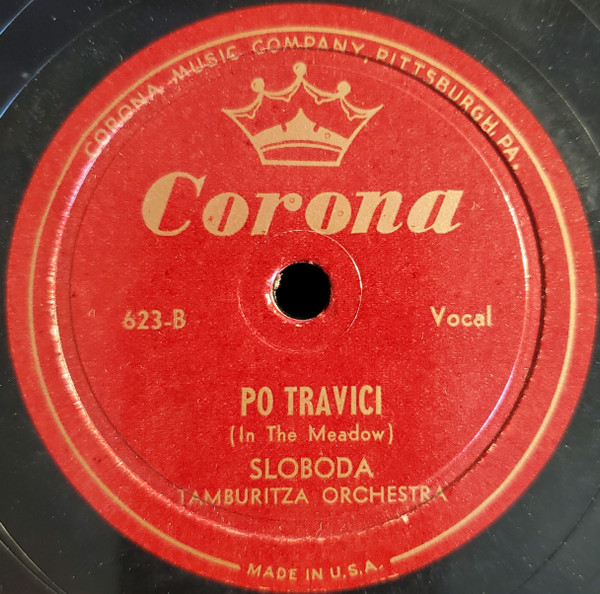 CORONA MUSIC COMPANY, PITTSBURGH, PA.
Corona
623-B
Vocal
PO TRAVICI
(In The Meadow)
SLOBODA
TAMBURITZA ORCHESTRA
MADE IN U.S.A.